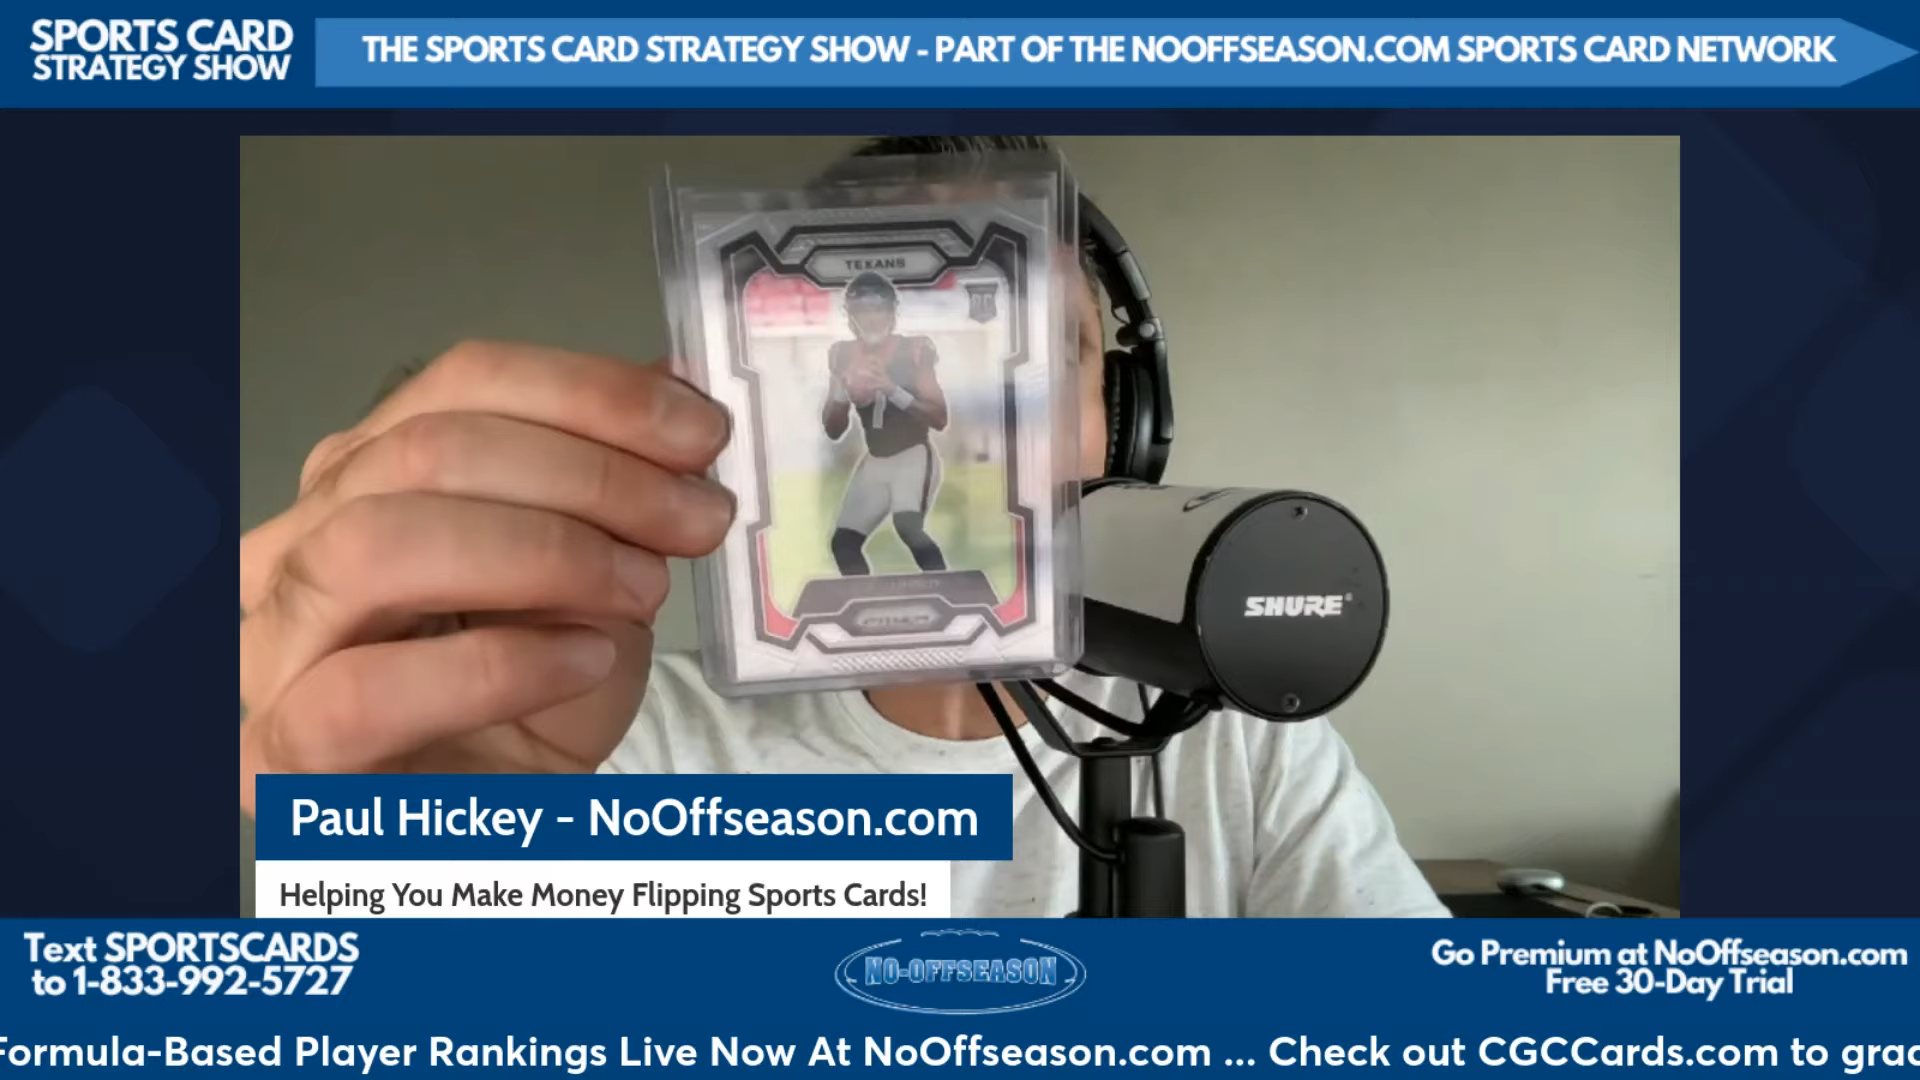 SPORTS CARD
STRATEGY SHOW
THE SPORTS CARD STRATEGY SHOW - PART OF THE NOOFFSEASON.COM SPORTS CARD NETWORK
TEXANS
RC
PRIZM
SHURE
Paul Hickey - NoOffseason.com
Helping You Make Money Flipping Sports Cards!
Text SPORTSCARDS
to 1-833-992-5727
NO-OFFSEASON
Go Premium at NoOffseason.com
Free 30-Day Trial
Formula-Based Player Rankings Live Now At NoOffseason.com ... Check out CGCCards.com to grad